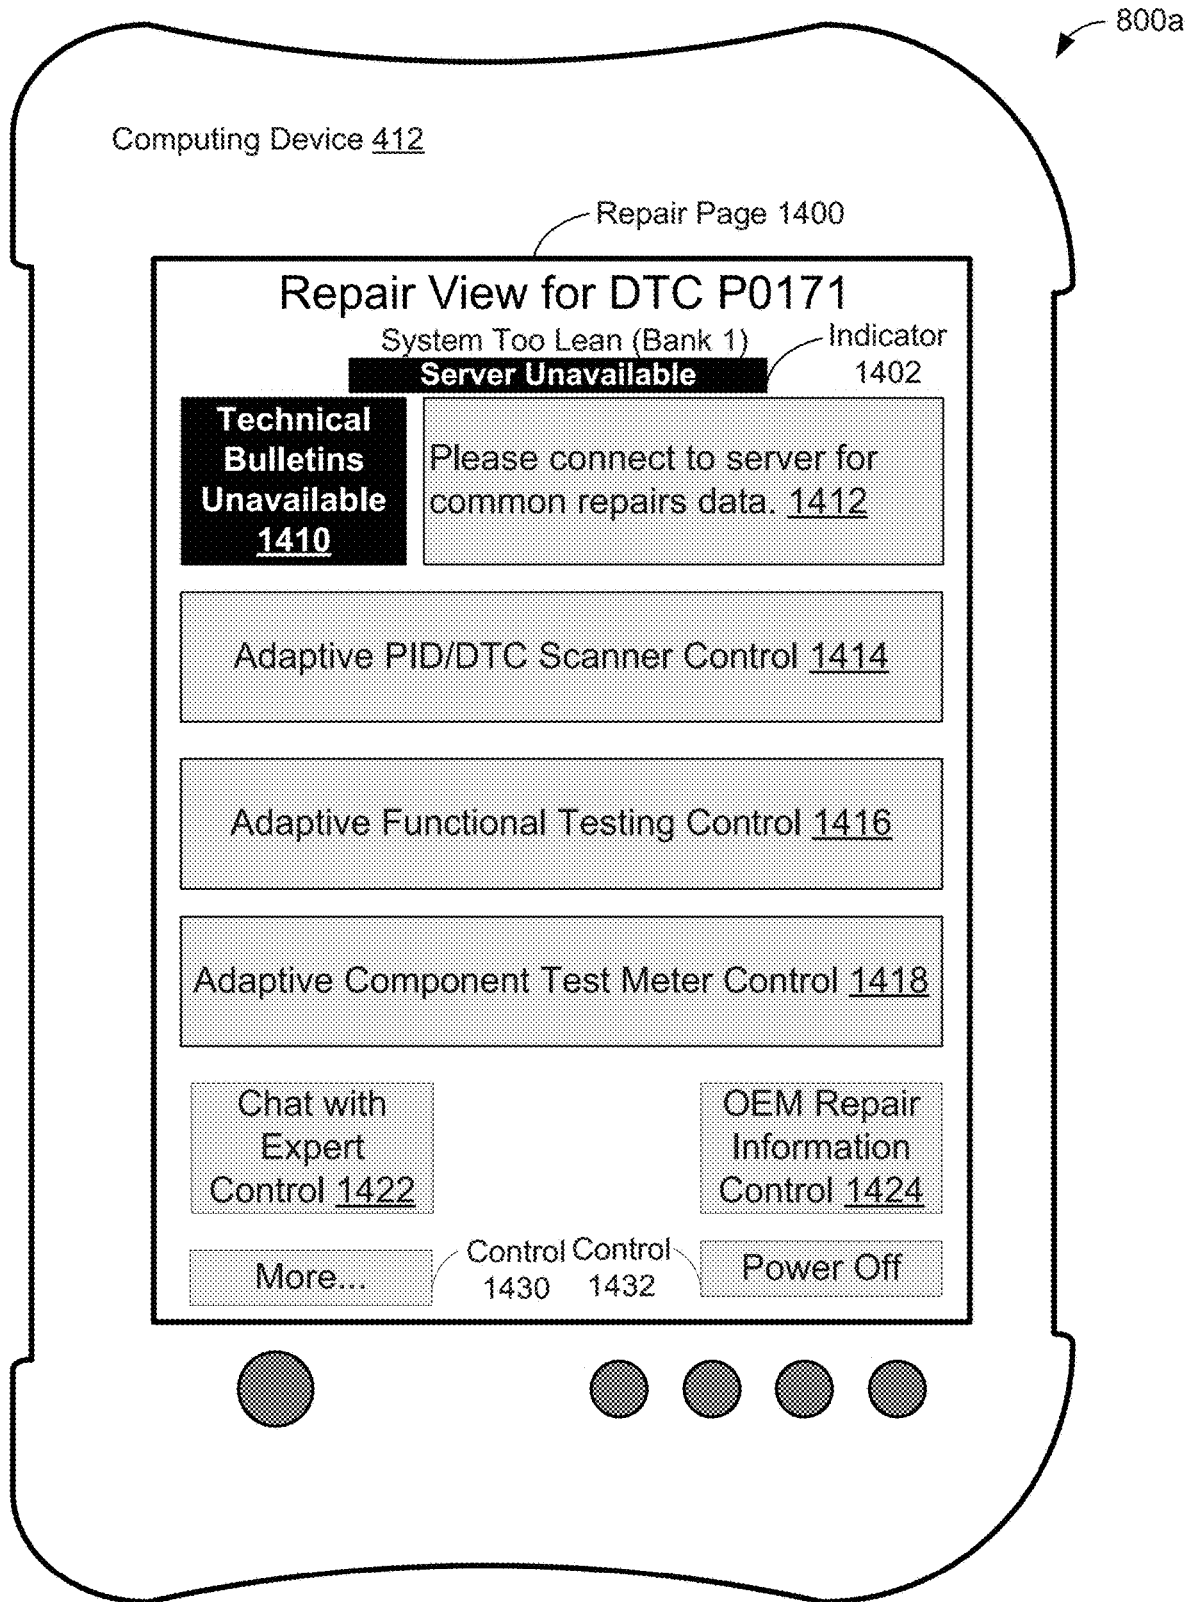 800a
Computing Device 412
Repair Page 1400
Repair View for DTC P0171
System Too Lean (Bank 1)
Indicator
1402
Server Unavailable
Technical
Bulletins
Unavailable
1410
Please connect to server for
common repairs data. 1412
Adaptive PID/DTC Scanner Control 1414
Adaptive Functional Testing Control 1416
Adaptive Component Test Meter Control 1418
Chat with
Expert
Control 1422
OEM Repair
Information
Control 1424
More...
Control
1430
Control
1432
Power Off